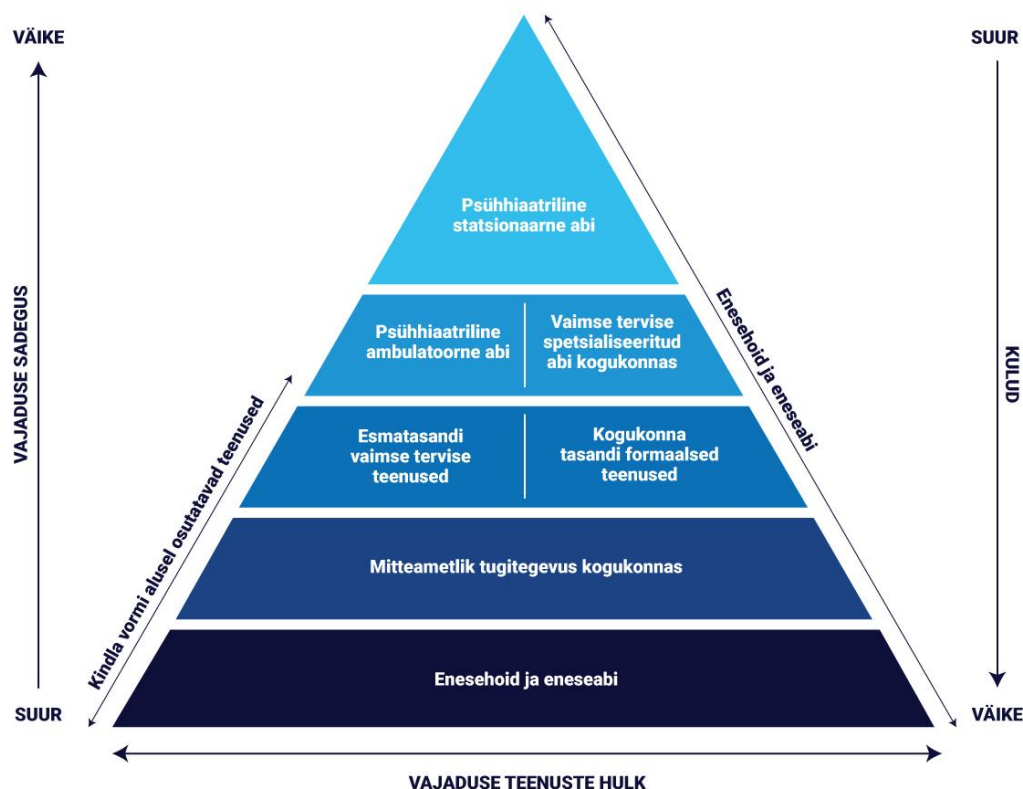 VÄIKE
SUUR
Psühhiaatriline
statsionaarne abi
Psühhiaatriline
ambulatoorne abi
Vaimse tervise
spetsialiseeritud
abi kogukonnas
Esmatasandi
vaimse tervise
teenused
Kogukonna
tasandi formaalsed
teenused
Mitteametlik tugitegevus kogukonnas
Enesehoid ja eneseabi
VAJADUSE SADEGUS
Kindla vormi alusel osutatavad teenused
Enesehoid ja eneseabi
KULUD
SUUR
VÄIKE
VAJADUSE TEENUSTE HULK